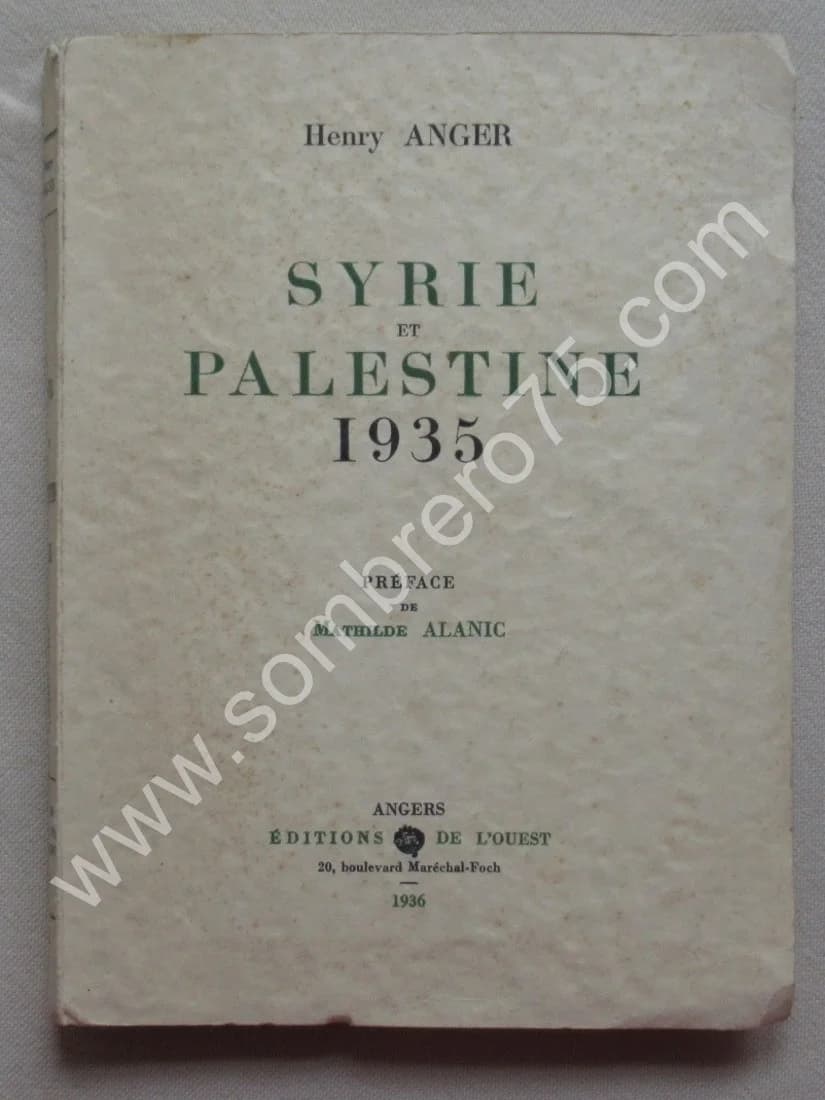 Henry ANGER
SYRIE
ET
PALESTINE
1935
PRÉFACE
DE
MATHILDE ALANIC
ANGERS
ÉDITIONS DE L'OUEST
20, boulevard Maréchal-Foch
1936
www.sombrero75.com